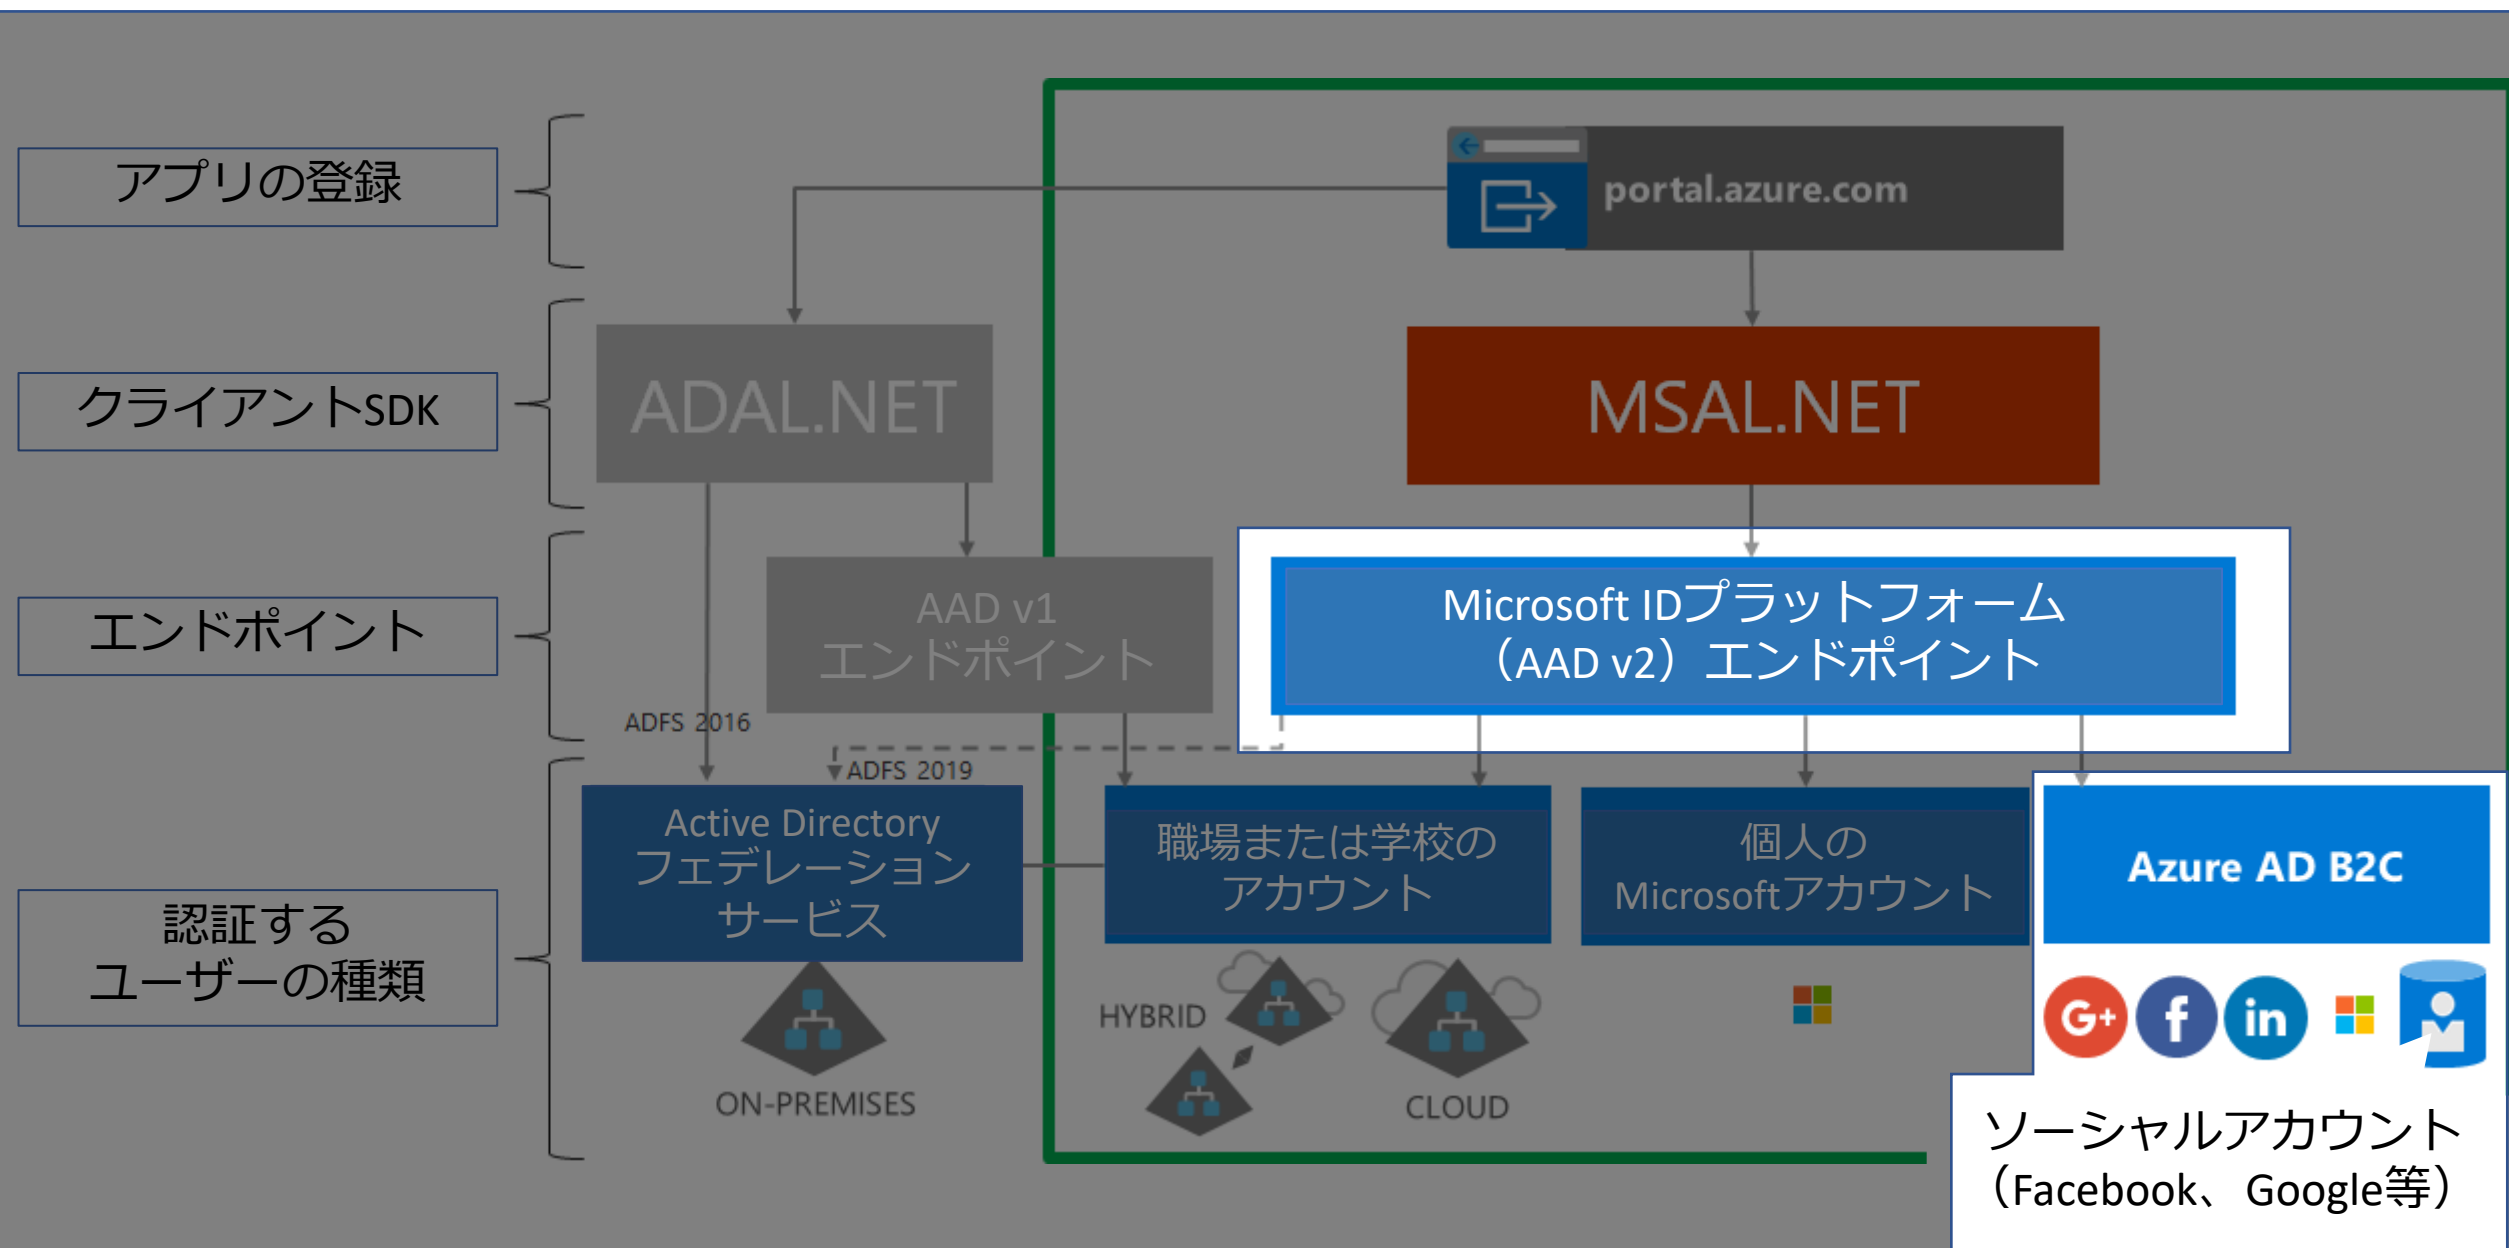 アプリの登録
portal.azure.com
クライアントSDK
ADAL.NET
MSAL.NET
エンドポイント
AAD v1
エンドポイント
Microsoft IDプラットフォーム
（AAD v2）エンドポイント
ADFS 2016
ADFS 2019
認証する
ユーザーの種類
Active Directory
フェデレーション
サービス
職場または学校の
アカウント
個人の
Microsoftアカウント
Azure AD B2C
G+
f
in
HYBRID
ON-PREMISES
CLOUD
ソーシャルアカウント
（Facebook、Google等）